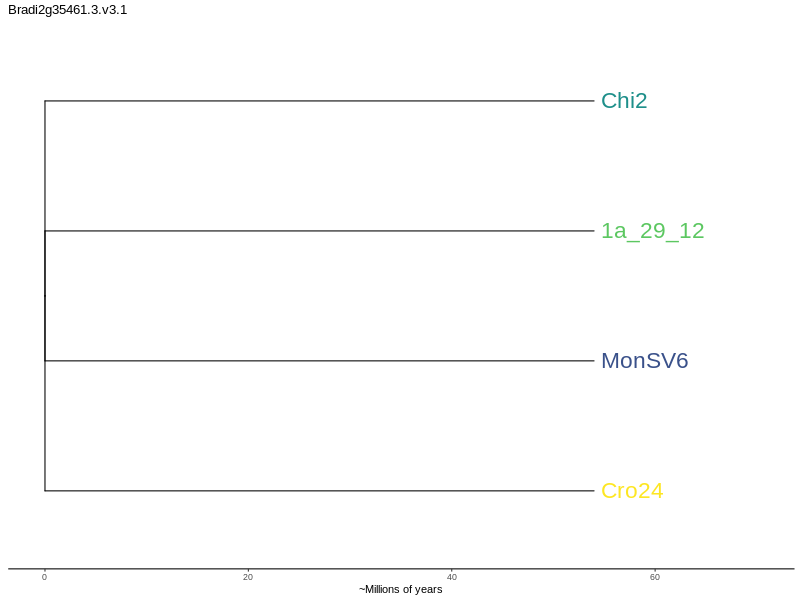 Bradi2g35461.3.v3.1
Chi2
1a_29_12
MonSV6
Cro24
0 20 40 60
~Millions of years